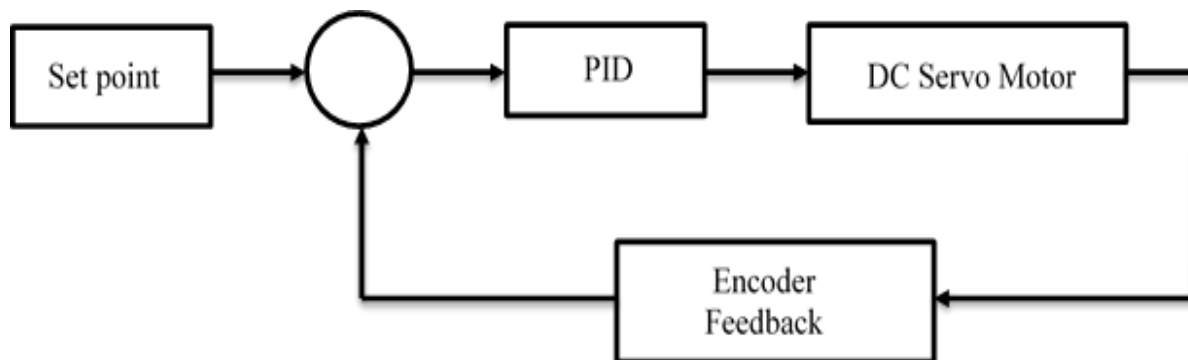 Set point
PID
DC Servo Motor
Encoder
Feedback